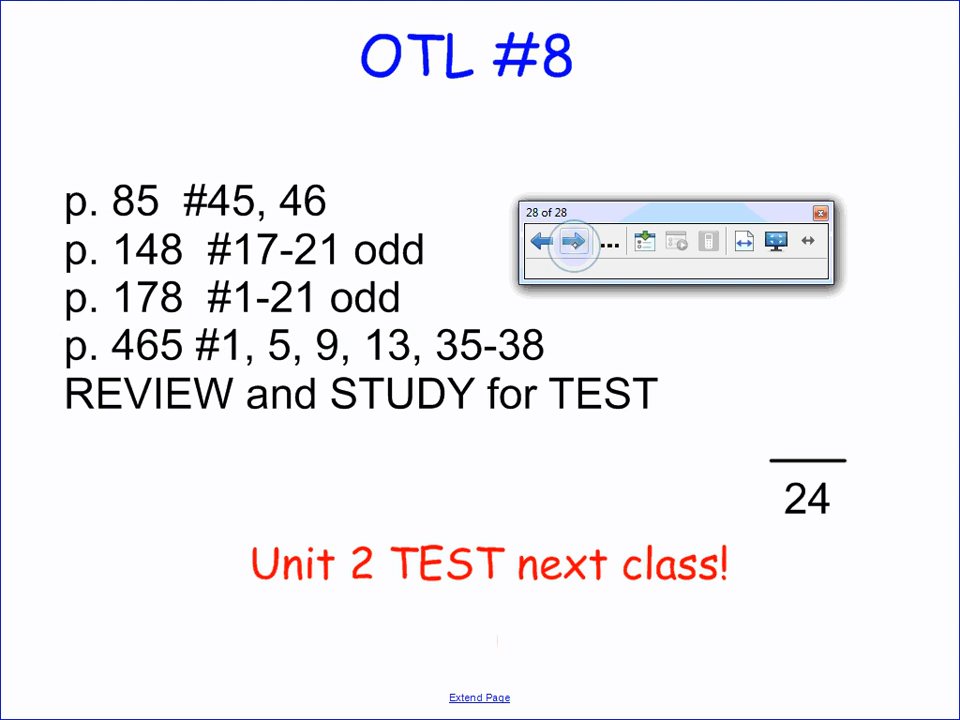 OTL #8
p. 85 #45, 46
28 of 28
p. 148 #17-21 odd
p. 178 #1-21 odd
p. 465 #1, 5, 9, 13, 35-38
REVIEW and STUDY for TEST
24
Unit 2 TEST next class!
Extend Page